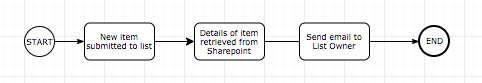 START
New item
submitted to list
Details of item
retrieved from
Sharepoint
Send email to
List Owner
END